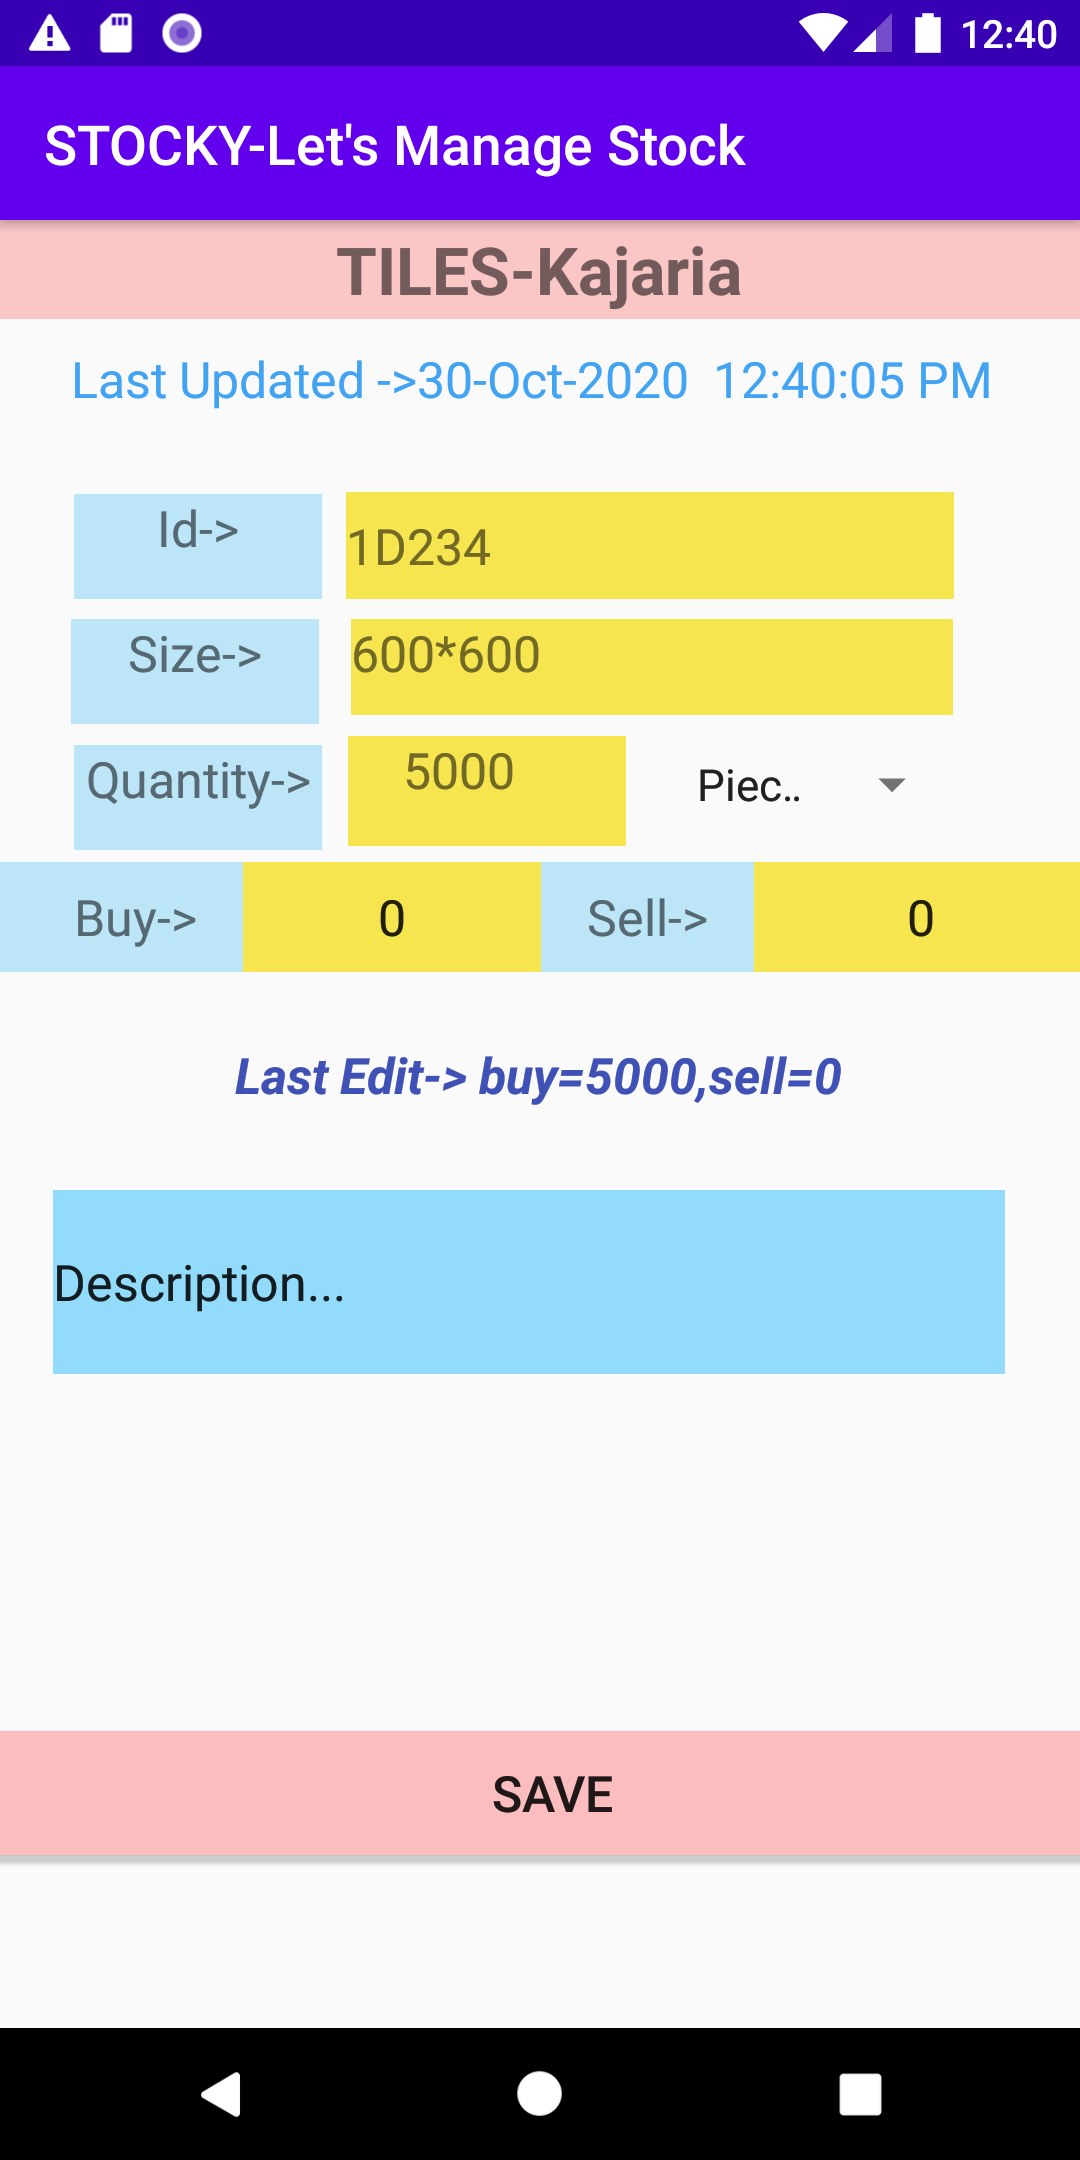 12:40
STOCKY-Let's Manage Stock
TILES-Kajaria
Last Updated ->30-Oct-2020  12:40:05 PM
Id-> 1D234
Size-> 600*600
Quantity-> 5000 Piec..
Buy-> 0 Sell-> 0
Last Edit-> buy=5000,sell=0
Description...
SAVE